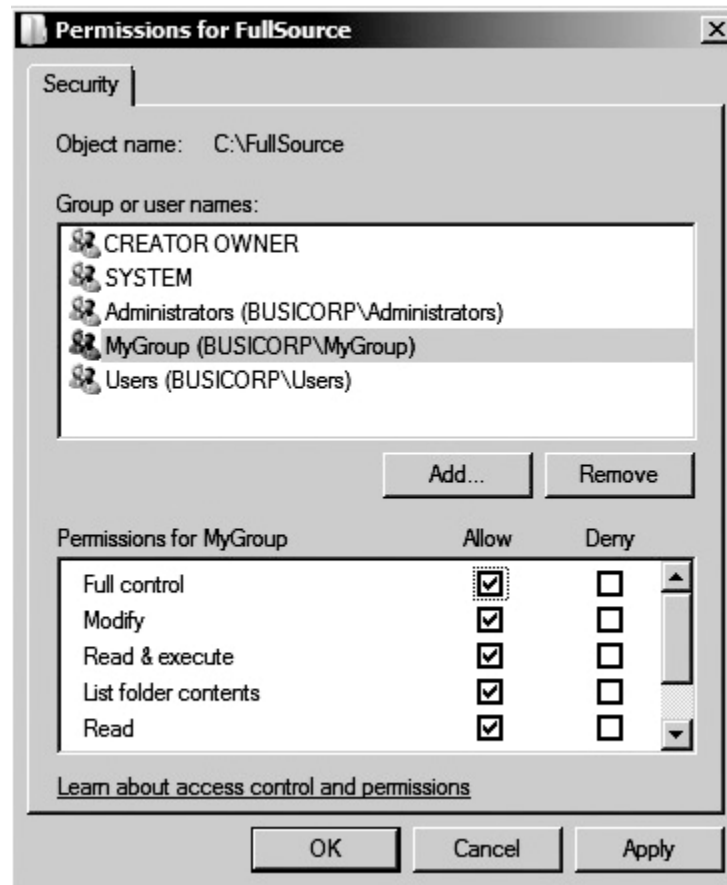 Permissions for FullSource
Security
Object name: C:\FullSource
Group or user names:
CREATOR OWNER
SYSTEM
Administrators (BUSICORP\Administrators)
MyGroup (BUSICORP\MyGroup)
Users (BUSICORP\Users)
Add... Remove
Permissions for MyGroup Allow Deny
Full control
Modify
Read & execute
List folder contents
Read
Learn about access control and permissions
OK Cancel Apply